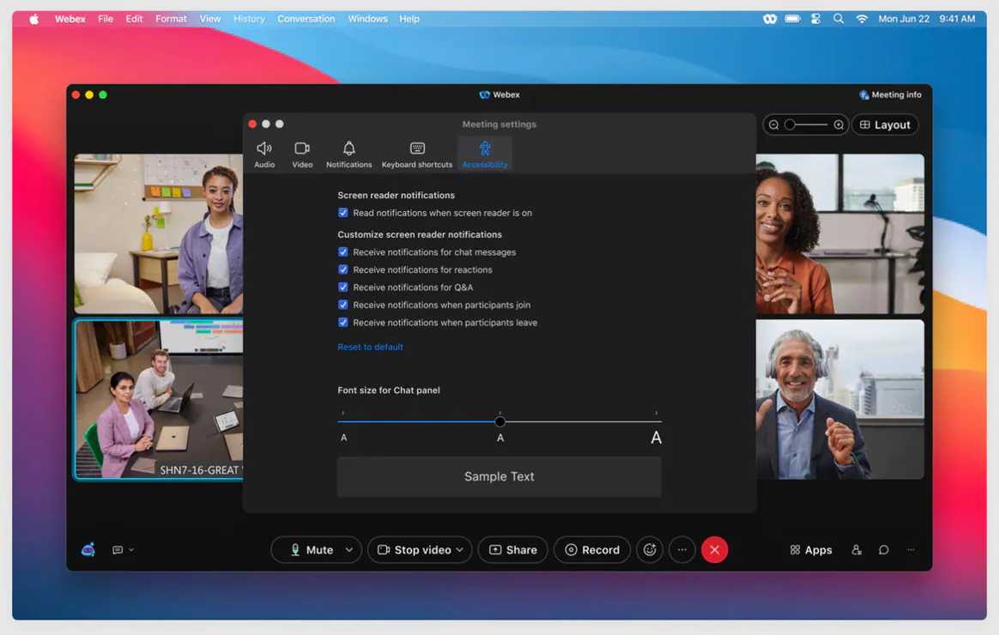 Webex File Edit Format View History Conversation Windows Help Mon Jun 22 9:41 AM
Webex
Meeting info
Meeting settings
Layout
Audio Video Notifications Keyboard shortcuts Accessibility
Screen reader notifications
Read notifications when screen reader is on
Customize screen reader notifications
Receive notifications for chat messages
Receive notifications for reactions
Receive notifications for Q&A
Receive notifications when participants join
Receive notifications when participants leave
Reset to default
Font size for Chat panel
A A A
SHN7-16-GREAT
Sample Text
Mute Stop video Share Record Apps